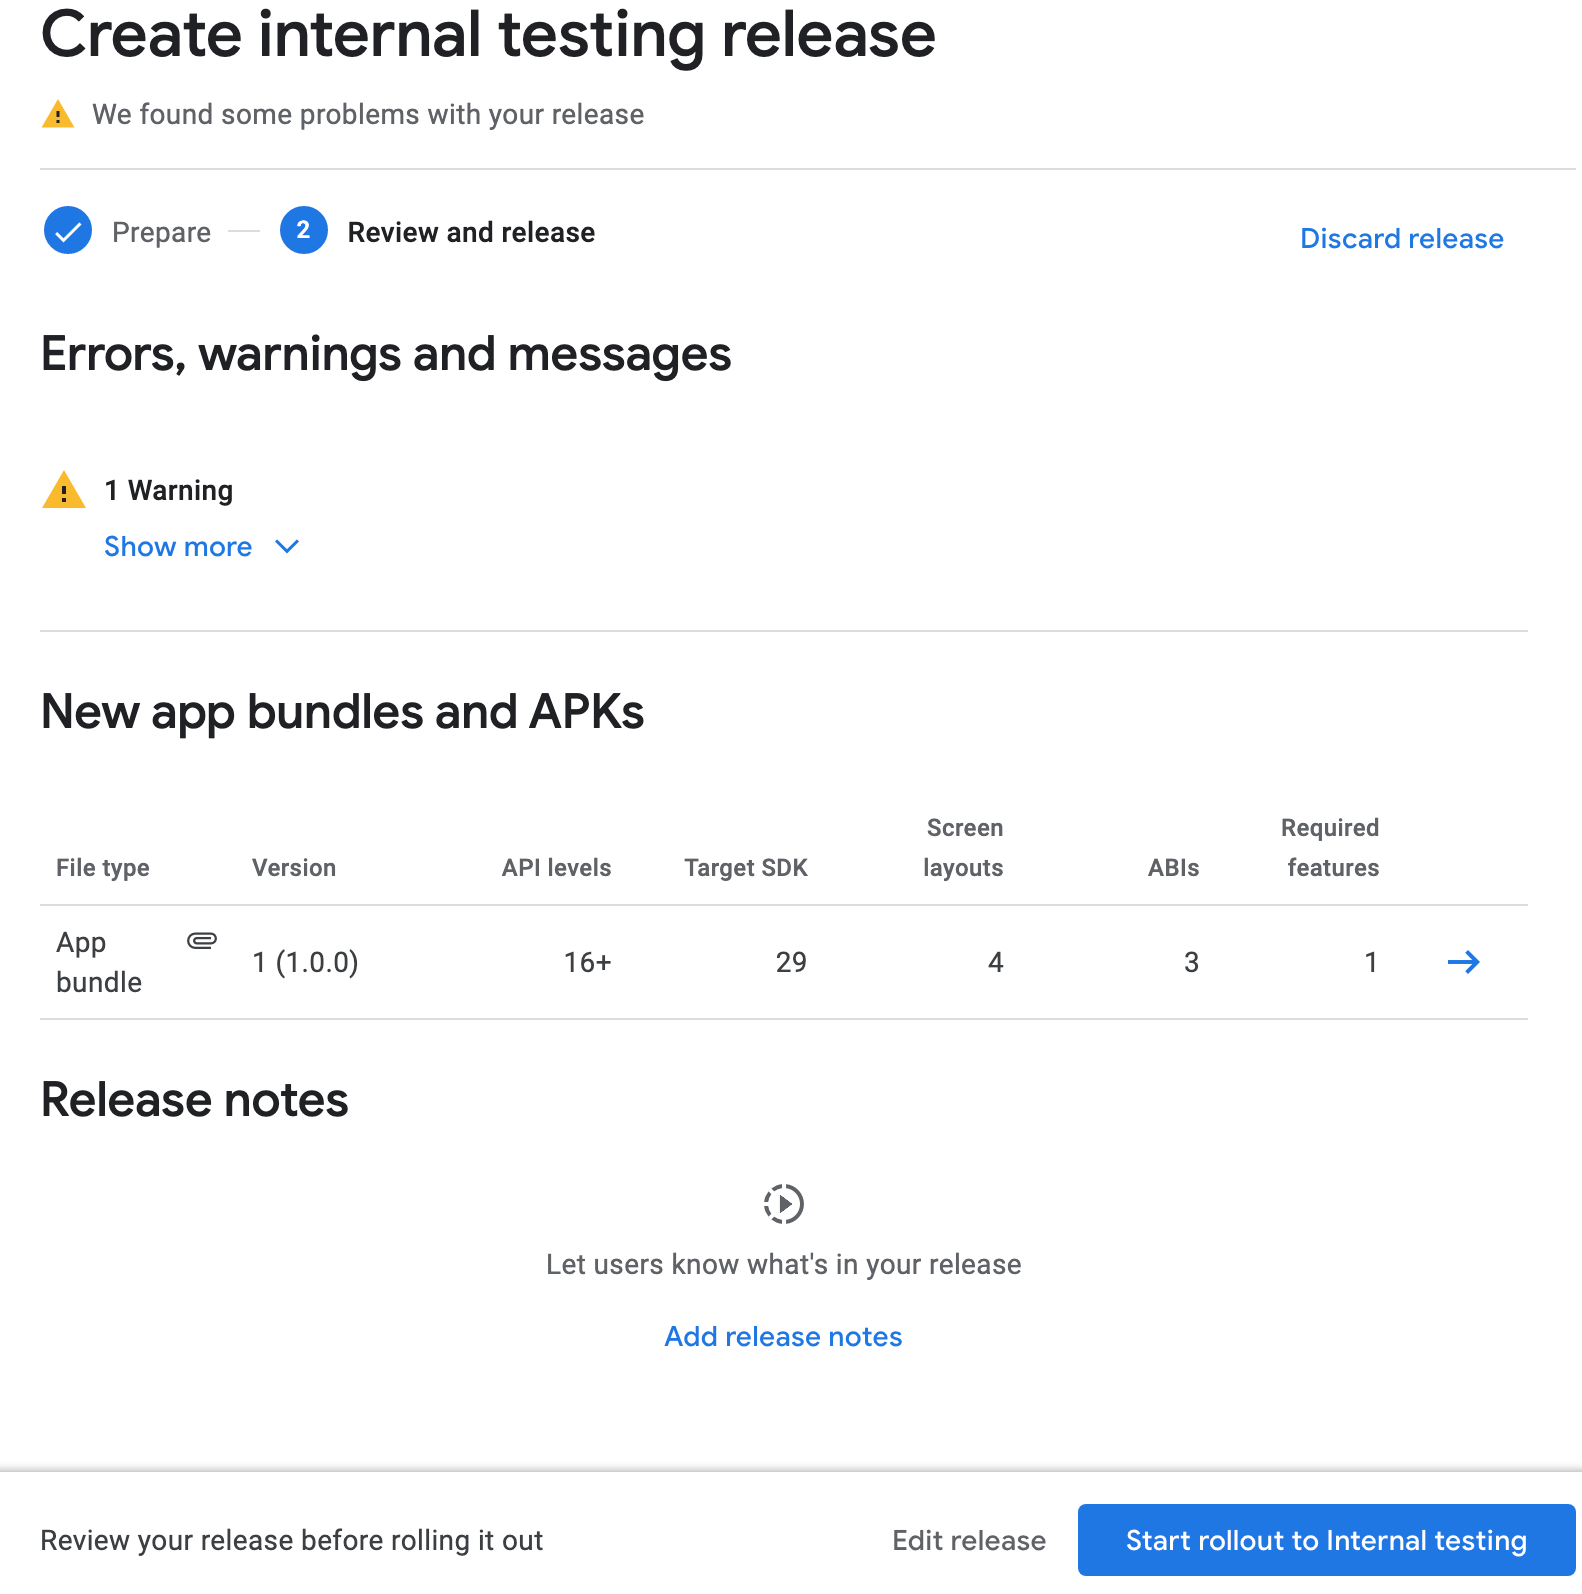 Create internal testing release
We found some problems with your release
Prepare
2 Review and release
Discard release
Errors, warnings and messages
1 Warning
Show more
New app bundles and APKs
File type Version API levels Target SDK Screen layouts ABIs Required features
App bundle 1 (1.0.0) 16+ 29 4 3 1
Release notes
Let users know what's in your release
Add release notes
Review your release before rolling it out
Edit release
Start rollout to Internal testing